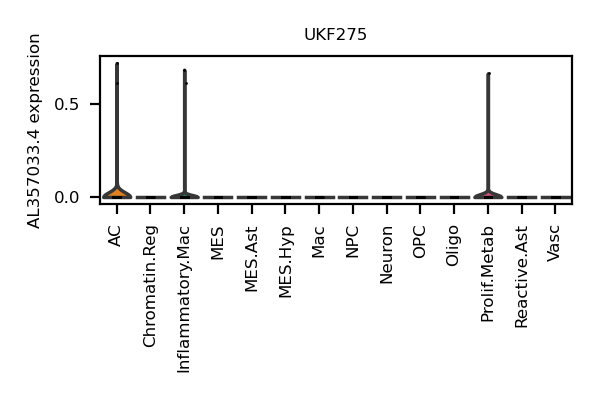 UKF275
AL357033.4 expression
0.5
0.0
AC
Chromatin.Reg
Inflammatory.Mac
MES
MES.Ast
MES.Hyp
Mac
NPC
Neuron
OPC
Oligo
Prolif.Metab
Reactive.Ast
Vasc